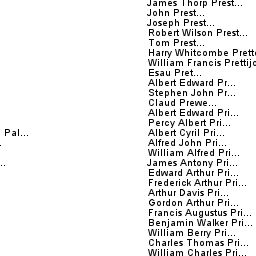 James Thorp Prest...
John Prest...
Joseph Prest...
Robert Wilson Prest...
Tom Prest...
Harry Whitcombe Prette
William Francis Prettijo
Esau Pret...
Albert Edward Pr...
Stephen John Pr...
Claud Prewe...
Albert Edward Pri...
Percy Albert Pri...
Pal... Albert Cyril Pri...
. Alfred John Pri...
William Alfred Pri...
.. James Antony Pri...
Edward Arthur Pri...
Frederick Arthur Pri...
Arthur Davis Pri...
Gordon Arthur Pri...
Francis Augustus Pri...
Benjamin Walker Pri...
William Berry Pri...
Charles Thomas Pri...
William Charles Pri...